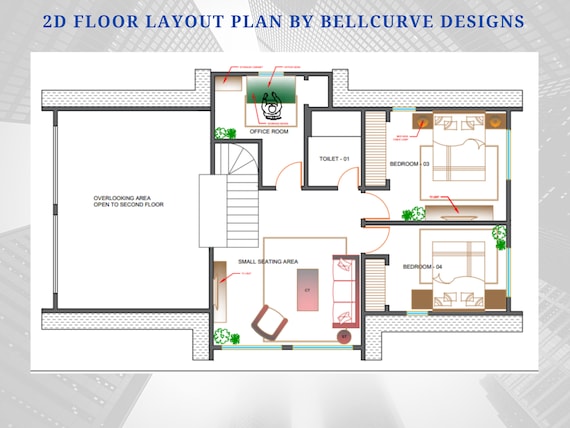 2D FLOOR LAYOUT PLAN BY BELLCURVE DESIGNS
OFFICE ROOM
TOILET - 01
BEDROOM - 03
OVERLOOKING AREA
OPEN TO SECOND FLOOR
SMALL SEATING AREA
BEDROOM - 04